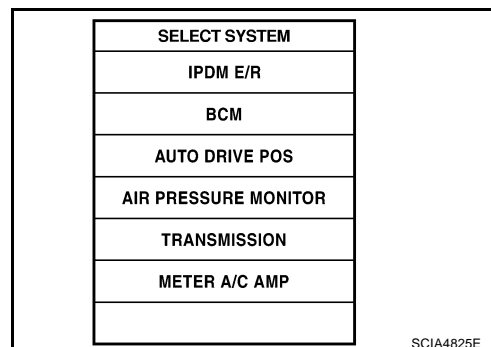 SELECT SYSTEM
IPDM E/R
BCM
AUTO DRIVE POS
AIR PRESSURE MONITOR
TRANSMISSION
METER A/C AMP
SCIA4825E